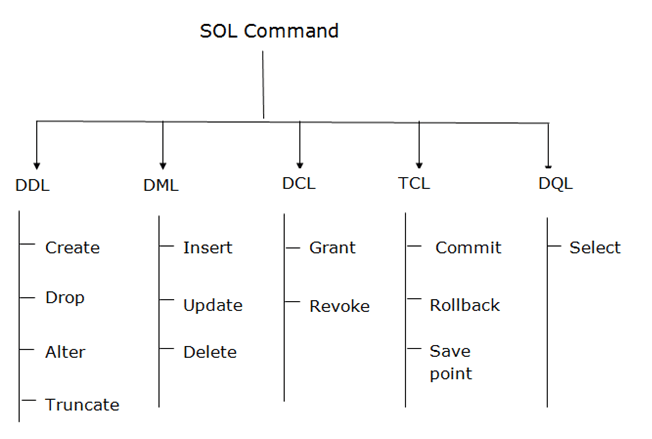 SOL Command
DDL
DML
DCL
TCL
DQL
Create
Drop
Alter
Truncate
Insert
Update
Delete
Grant
Revoke
Commit
Rollback
Save
point
Select